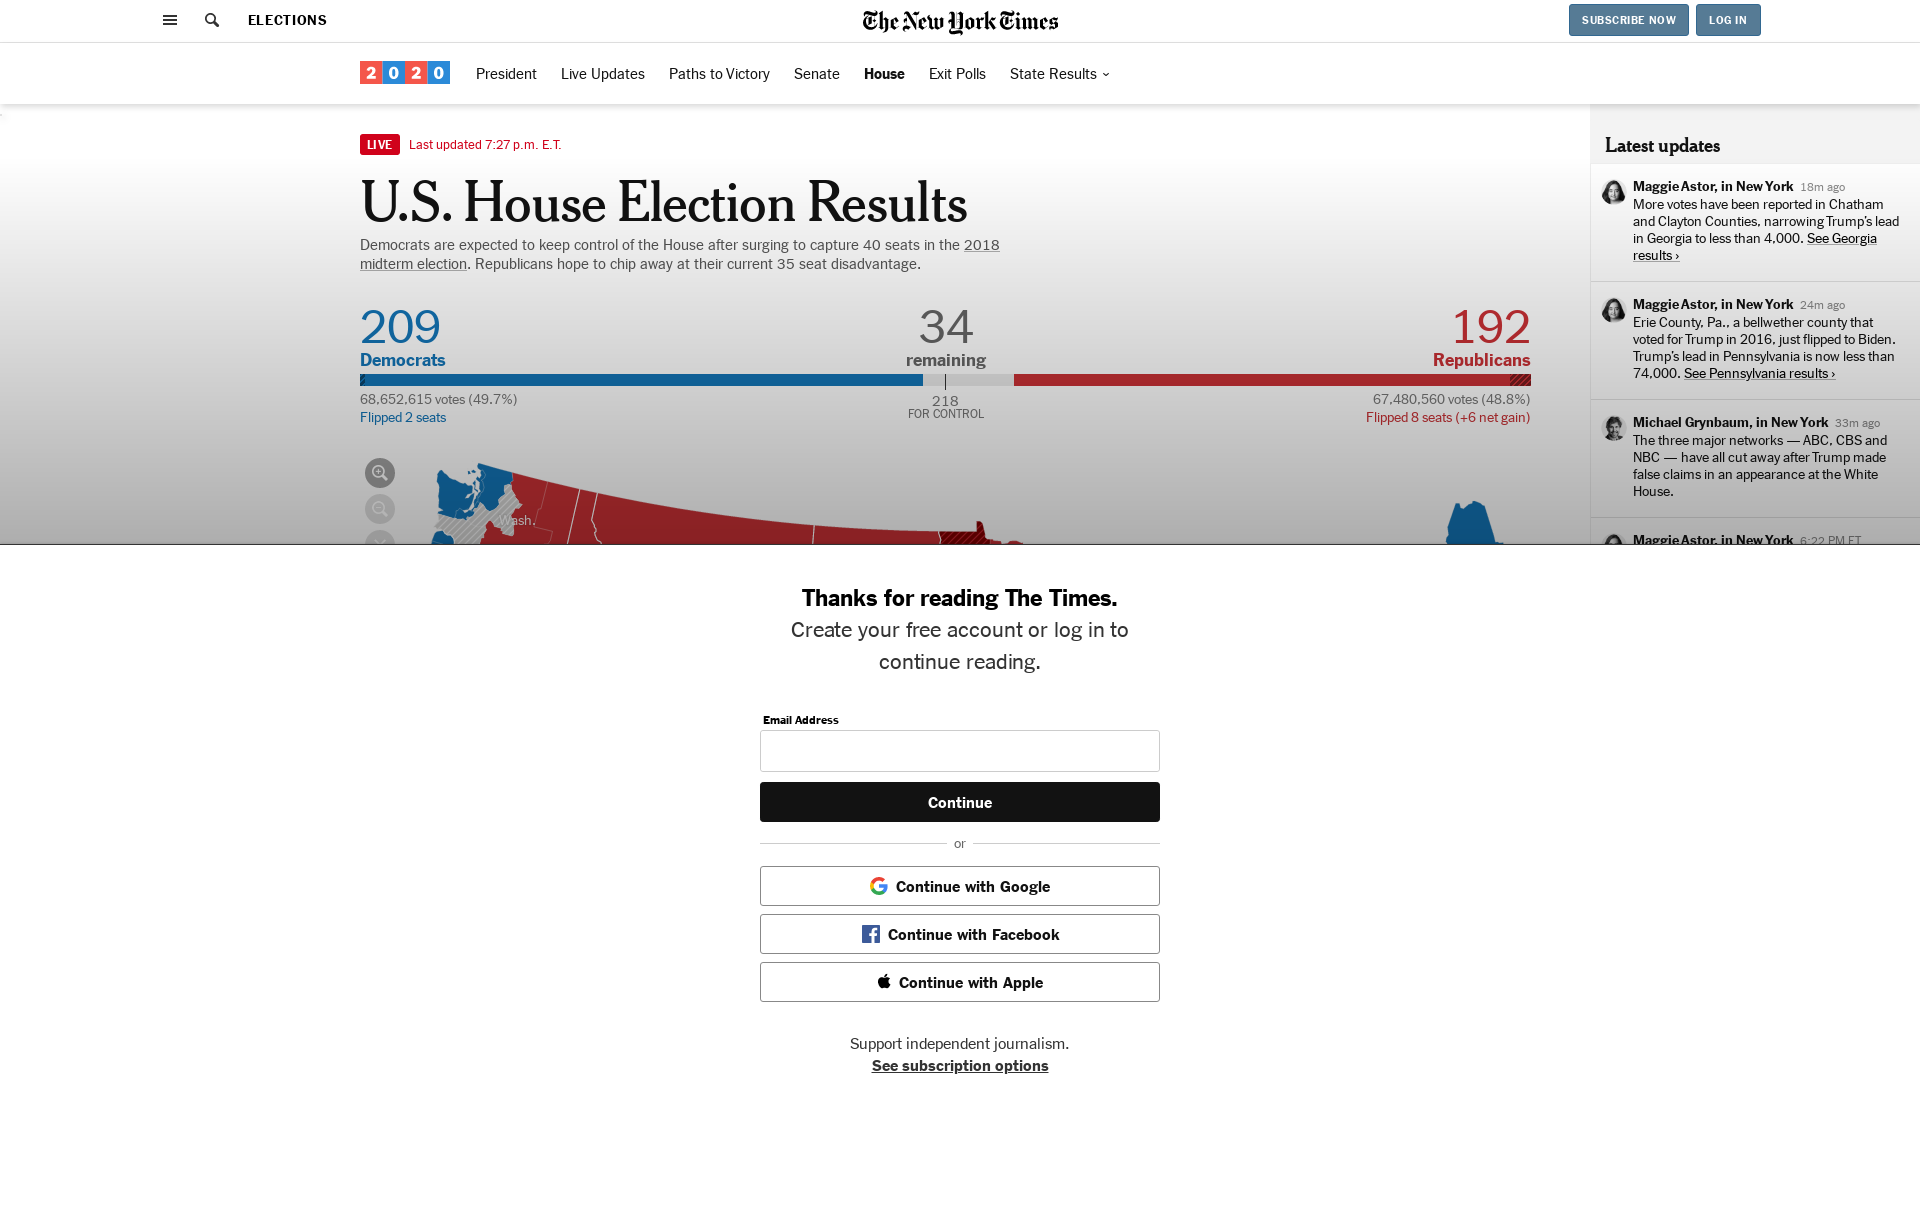 ELECTIONS
The New York Times
SUBSCRIBE NOW
LOG IN
2020
President
Live Updates
Paths to Victory
Senate
House
Exit Polls
State Results
LIVE
Last updated 7:27 p.m. E.T.
U.S. House Election Results
Democrats are expected to keep control of the House after surging to capture 40 seats in the 2018
midterm election. Republicans hope to chip away at their current 35 seat disadvantage.
209
Democrats
34
remaining
192
Republicans
68,652,615 votes (49.7%)
Flipped 2 seats
218
FOR CONTROL
67,480,560 votes (48.8%)
Flipped 8 seats (+6 net gain)
Wash.
Latest updates
Maggie Astor, in New York 18m ago
More votes have been reported in Chatham
and Clayton Counties, narrowing Trump's lead
in Georgia to less than 4,000. See Georgia
results ›
Maggie Astor, in New York 24m ago
Erie County, Pa., a bellwether county that
voted for Trump in 2016, just flipped to Biden.
Trump's lead in Pennsylvania is now less than
74,000. See Pennsylvania results ›
Michael Grynbaum, in New York 33m ago
The three major networks — ABC, CBS and
NBC — have all cut away after Trump made
false claims in an appearance at the White
House.
Maggie Astor, in New York 6:22 PM ET
Thanks for reading The Times.
Create your free account or log in to
continue reading.
Email Address
Continue
or
Continue with Google
Continue with Facebook
Continue with Apple
Support independent journalism.
See subscription options